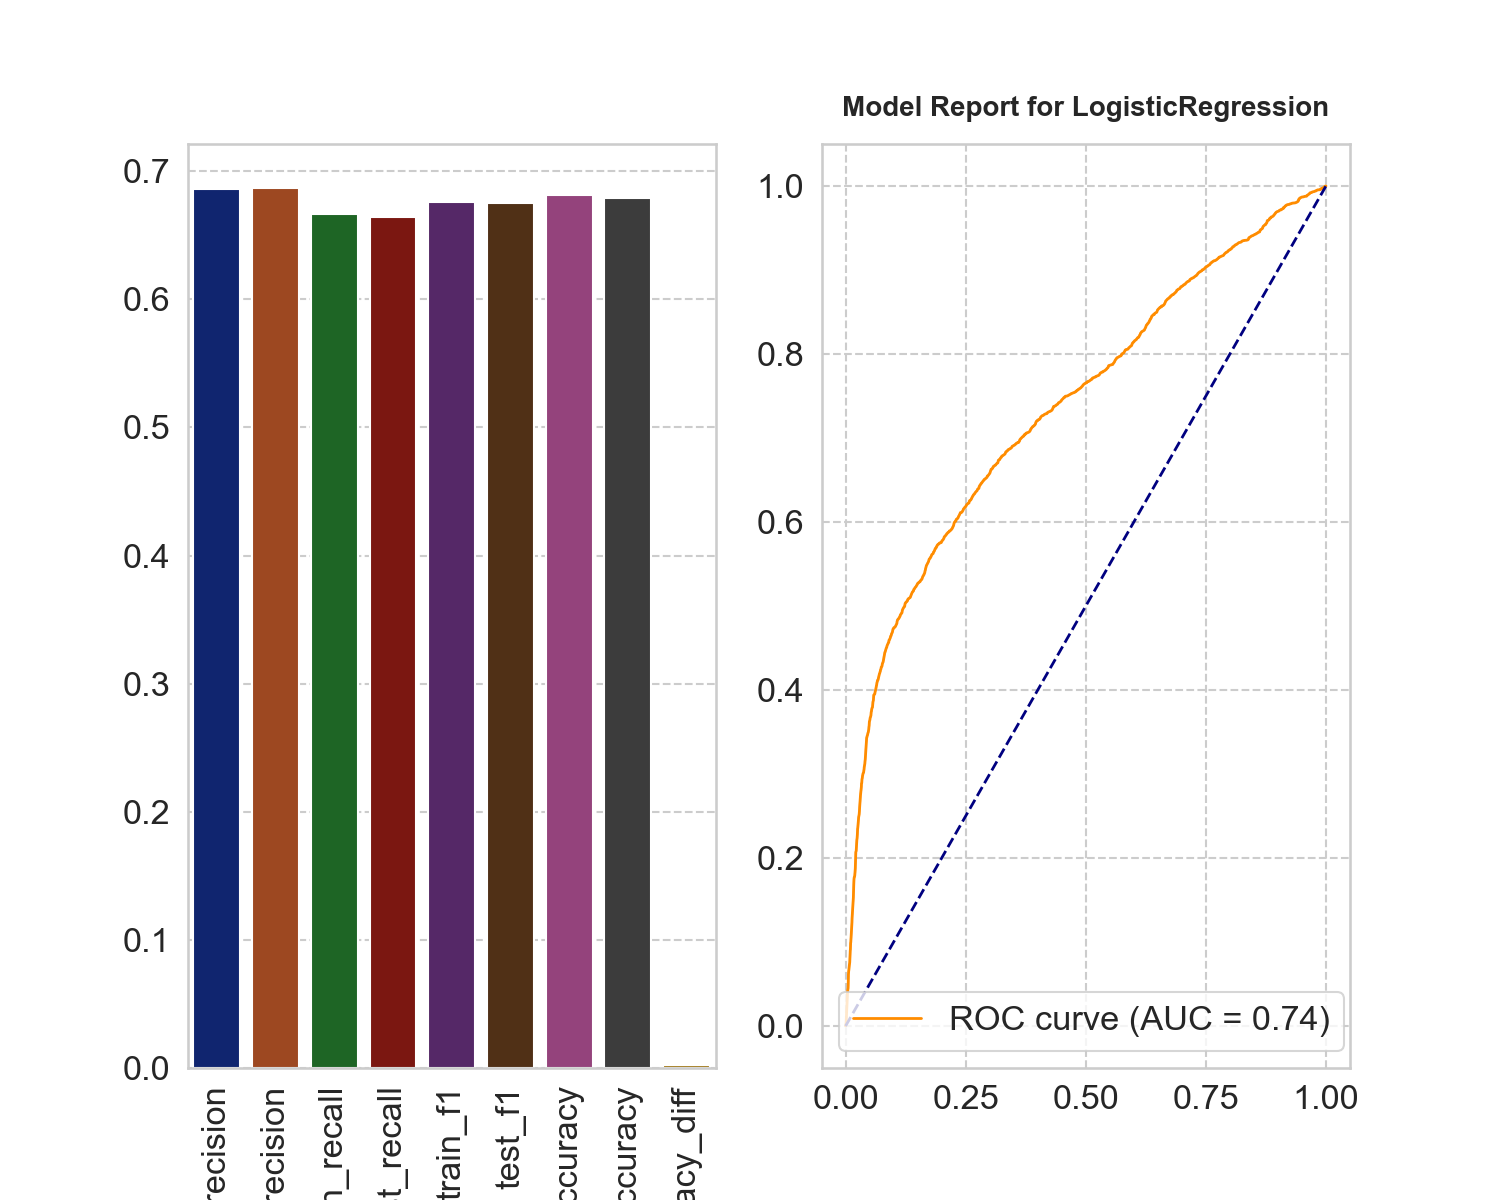 Model Report for LogisticRegression
0.7
0.6
0.5
0.4
0.3
0.2
0.1
0.0
recision
recision
n_recall
t_recall
train_f1
test_f1
ccuracy
ccuracy
acy_diff
1.0
0.8
0.6
0.4
0.2
0.0
ROC curve (AUC = 0.74)
0.00 0.25 0.50 0.75 1.00